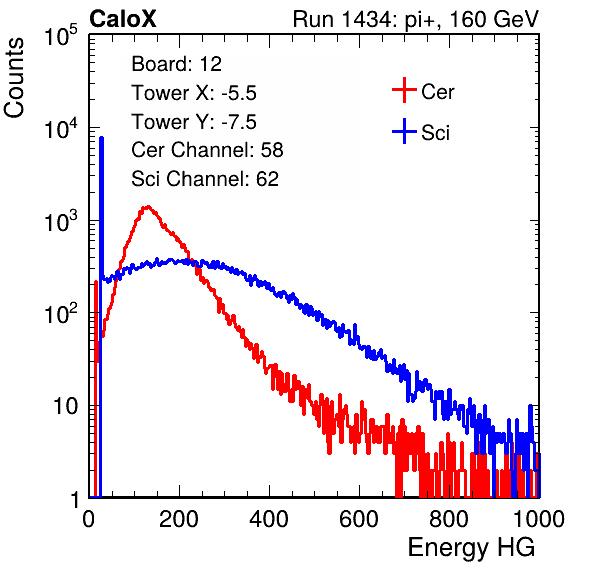 CaloX Run 1434: pi+, 160 GeV
Counts
Board: 12
Tower X: -5.5
Tower Y: -7.5
Cer Channel: 58
Sci Channel: 62
Cer
Sci
10^5
10^4
10^3
10^2
10
1
0 200 400 600 800 1000
Energy HG